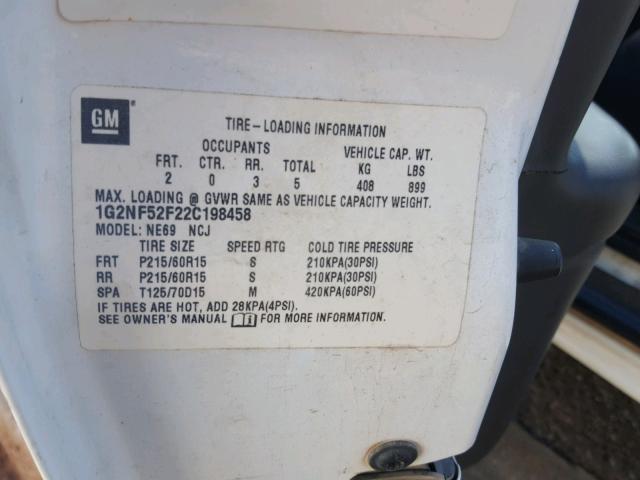 GM
TIRE-LOADING INFORMATION
OCCUPANTS VEHICLE CAP. WT.
FRT. CTR. RR. TOTAL KG LBS
2 0 3 5 408 899
MAX. LOADING @ GVWR SAME AS VEHICLE CAPACITY WEIGHT.
1G2NF52F22C198458
MODEL: NE69 NCJ
TIRE SIZE SPEED RTG COLD TIRE PRESSURE
FRT P215/60R15 S 210KPA(30PSI)
RR P215/60R15 S 210KPA(30PSI)
SPA T125/70D15 M 420KPA(60PSI)
IF TIRES ARE HOT, ADD 28KPA(4PSI).
SEE OWNER'S MANUAL FOR MORE INFORMATION.